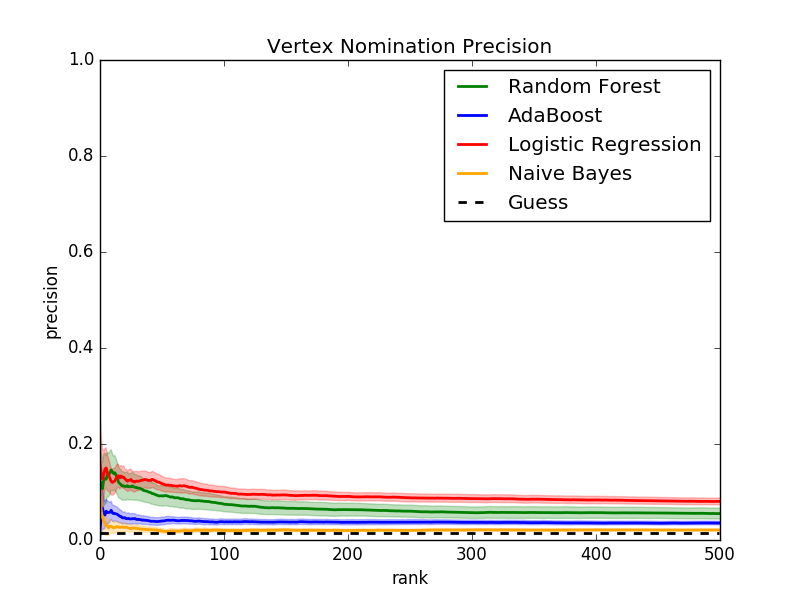 Vertex Nomination Precision
1.0
0.8
0.6
0.4
0.2
0.0
precision
Random Forest
AdaBoost
Logistic Regression
Naive Bayes
Guess
0 100 200 300 400 500
rank